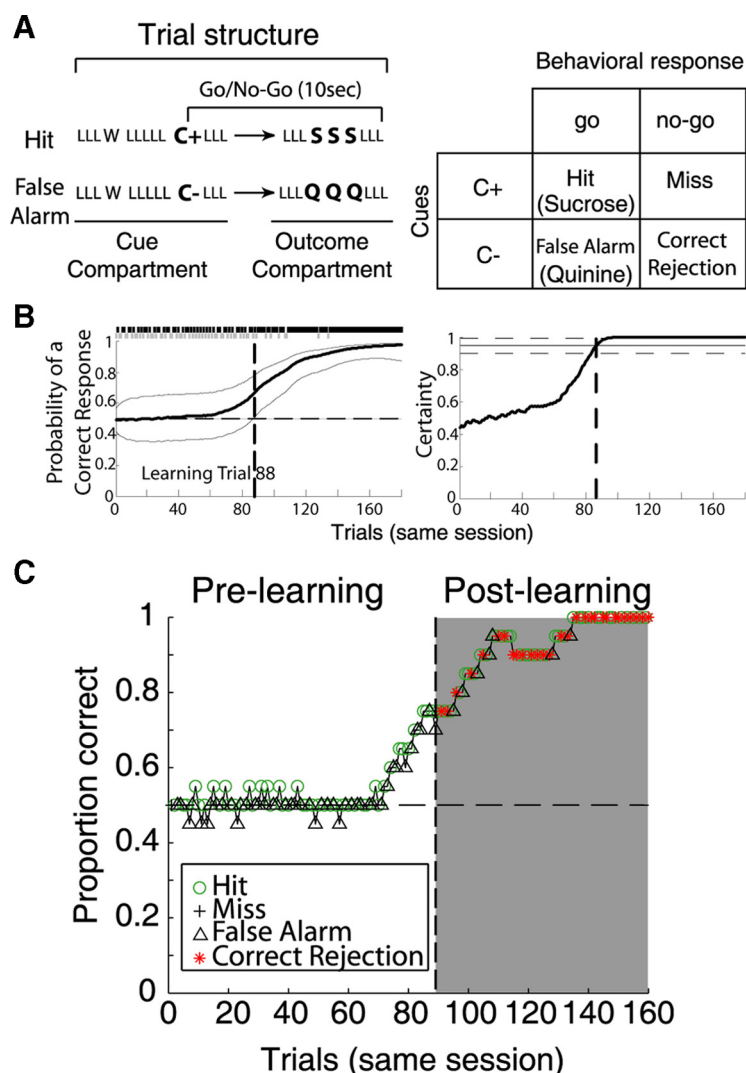 A
Trial structure
Go/No-Go (10sec)
Hit
LLL W LLLLL C+ LLL
LLL S S S LLL
False
Alarm
LLL W LLLLL C- LLL
LLL Q Q Q LLL
Cue
Compartment
Outcome
Compartment
Behavioral response
go
no-go
Cues
C+
Hit
(Sucrose)
Miss
C-
False Alarm
(Quinine)
Correct
Rejection
B
Probability of a
Correct Response
1
0.8
0.6
0.4
0.2
0
Learning Trial 88
0
40
80
120
160
Certainty
1
0.8
0.6
0.4
0.2
0
0
40
80
120
160
Trials (same session)
C
Pre-learning
Post-learning
Proportion correct
1
0.8
0.6
0.4
0.2
0
Hit
Miss
False Alarm
Correct Rejection
0
20
40
60
80
100
120
140
160
Trials (same session)